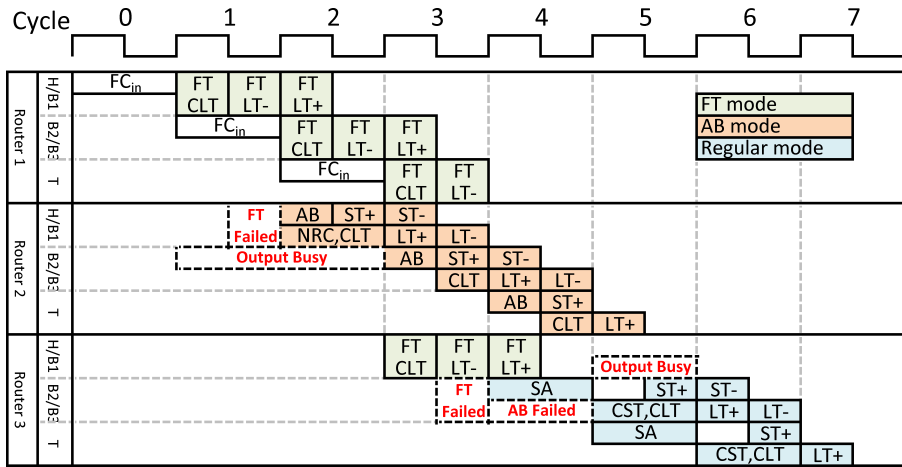 Cycle 0 1 2 3 4 5 6 7
Router 1
H/B1
FCin FT FT FT
CLT LT- LT+
FT mode
AB mode
Regular mode
B2/B3
FCin FT FT FT
CLT LT- LT+
T
FCin FT FT
CLT LT-
Router 2
H/B1
FT AB ST+ ST-
Failed NRC,CLT LT+ LT-
B2/B3
Output Busy AB ST+ ST-
CLT LT+ LT-
T
AB ST+
CLT LT+
Router 3
H/B1
FT FT FT
CLT LT- LT+ Output Busy
B2/B3
FT SA ST+ ST-
Failed AB Failed CST,CLT LT+ LT-
T
SA ST+
CST,CLT LT+